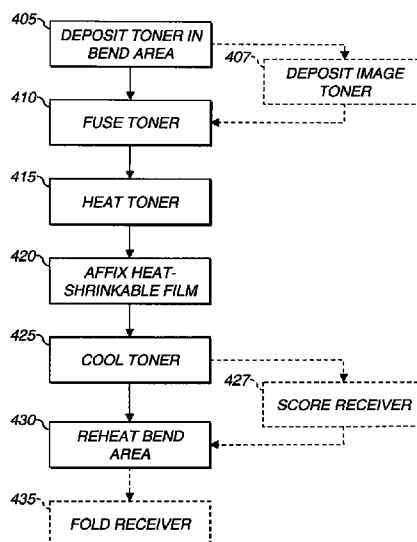 405
DEPOSIT TONER IN
BEND AREA
407
DEPOSIT IMAGE
TONER
410
FUSE TONER
415
HEAT TONER
420
AFFIX HEAT-
SHRINKABLE FILM
425
COOL TONER
427
SCORE RECEIVER
430
REHEAT BEND
AREA
435
FOLD RECEIVER